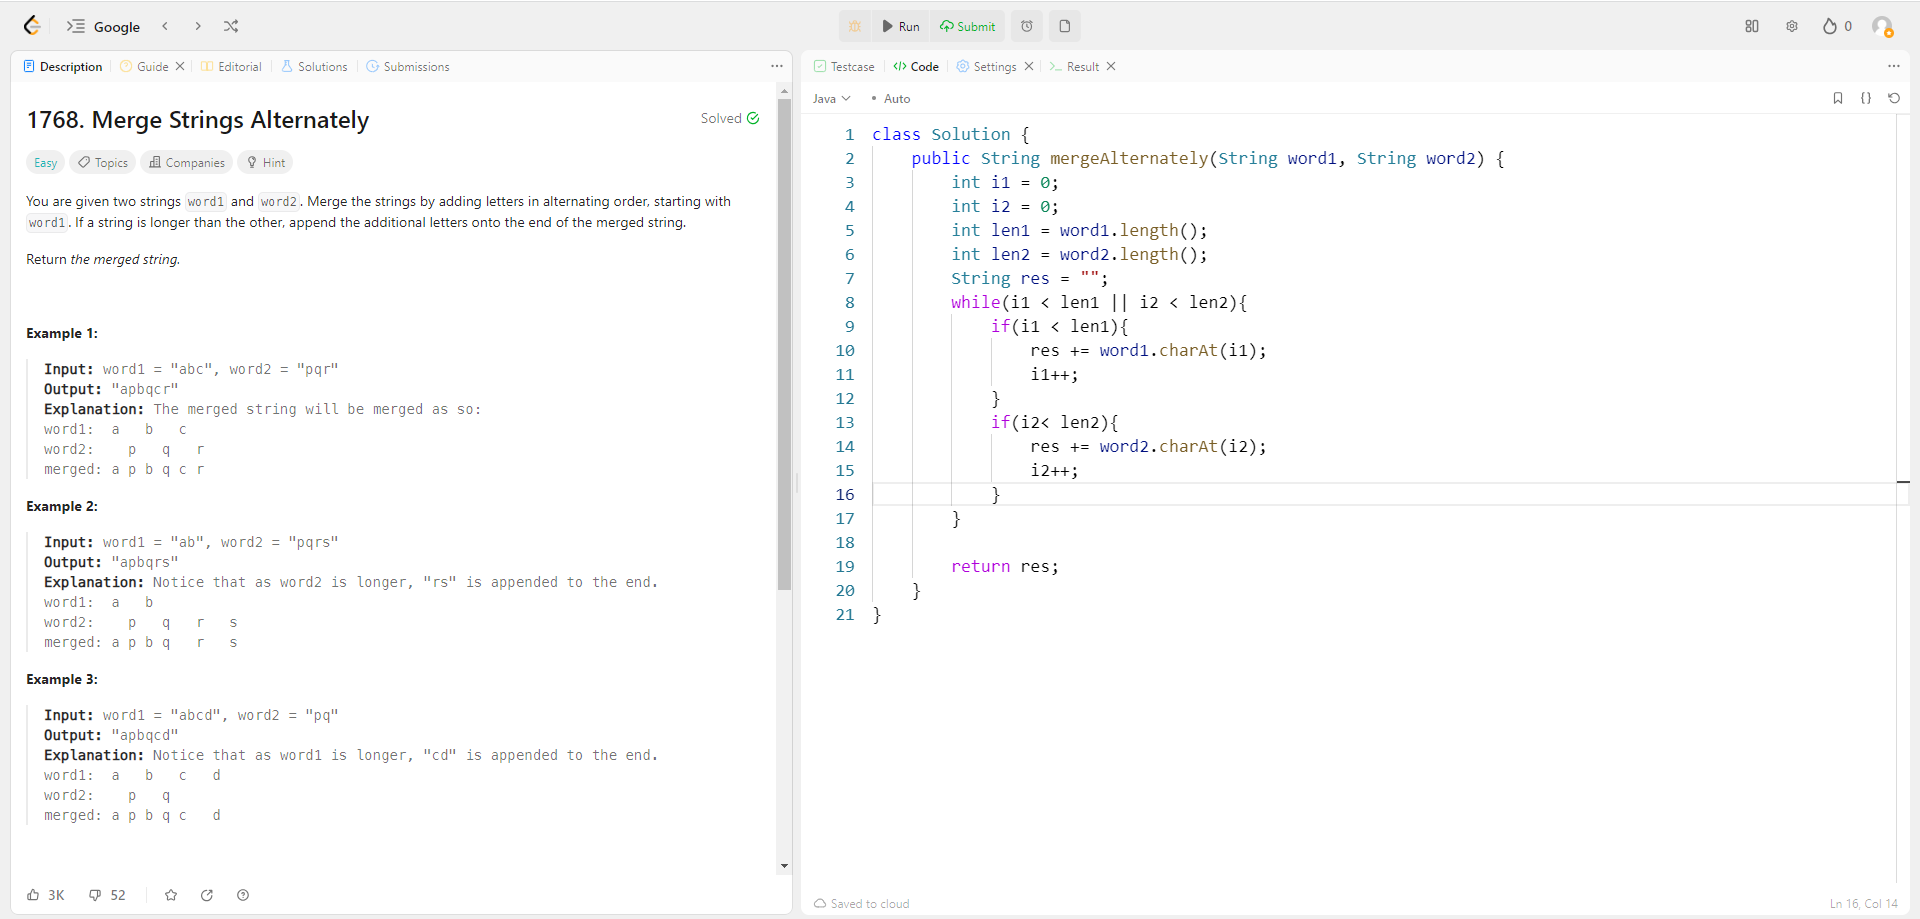 Google
Run
Submit
0
Description
Guide
Editorial
Solutions
Submissions
1768. Merge Strings Alternately
Solved
Easy
Topics
Companies
Hint
You are given two strings word1 and word2. Merge the strings by adding letters in alternating order, starting with
word1. If a string is longer than the other, append the additional letters onto the end of the merged string.
Return the merged string.
Example 1:
Input: word1 = "abc", word2 = "pqr"
Output: "apbqcr"
Explanation: The merged string will be merged as so:
word1:  a   b   c
word2:    p   q   r
merged: a p b q c r
Example 2:
Input: word1 = "ab", word2 = "pqrs"
Output: "apbqrs"
Explanation: Notice that as word2 is longer, "rs" is appended to the end.
word1:  a   b
word2:    p   q   r   s
merged: a p b q   r   s
Example 3:
Input: word1 = "abcd", word2 = "pq"
Output: "apbqcd"
Explanation: Notice that as word1 is longer, "cd" is appended to the end.
word1:  a   b   c   d
word2:    p   q
merged: a p b q c   d
3K
52
Testcase
Code
Settings
Result
Java
Auto
1 class Solution {
2     public String mergeAlternately(String word1, String word2) {
3         int i1 = 0;
4         int i2 = 0;
5         int len1 = word1.length();
6         int len2 = word2.length();
7         String res = "";
8         while(i1 < len1 || i2 < len2){
9             if(i1 < len1){
10                 res += word1.charAt(i1);
11                 i1++;
12             }
13             if(i2< len2){
14                 res += word2.charAt(i2);
15                 i2++;
16             }
17         }
18
19         return res;
20     }
21 }
Saved to cloud
Ln 16, Col 14